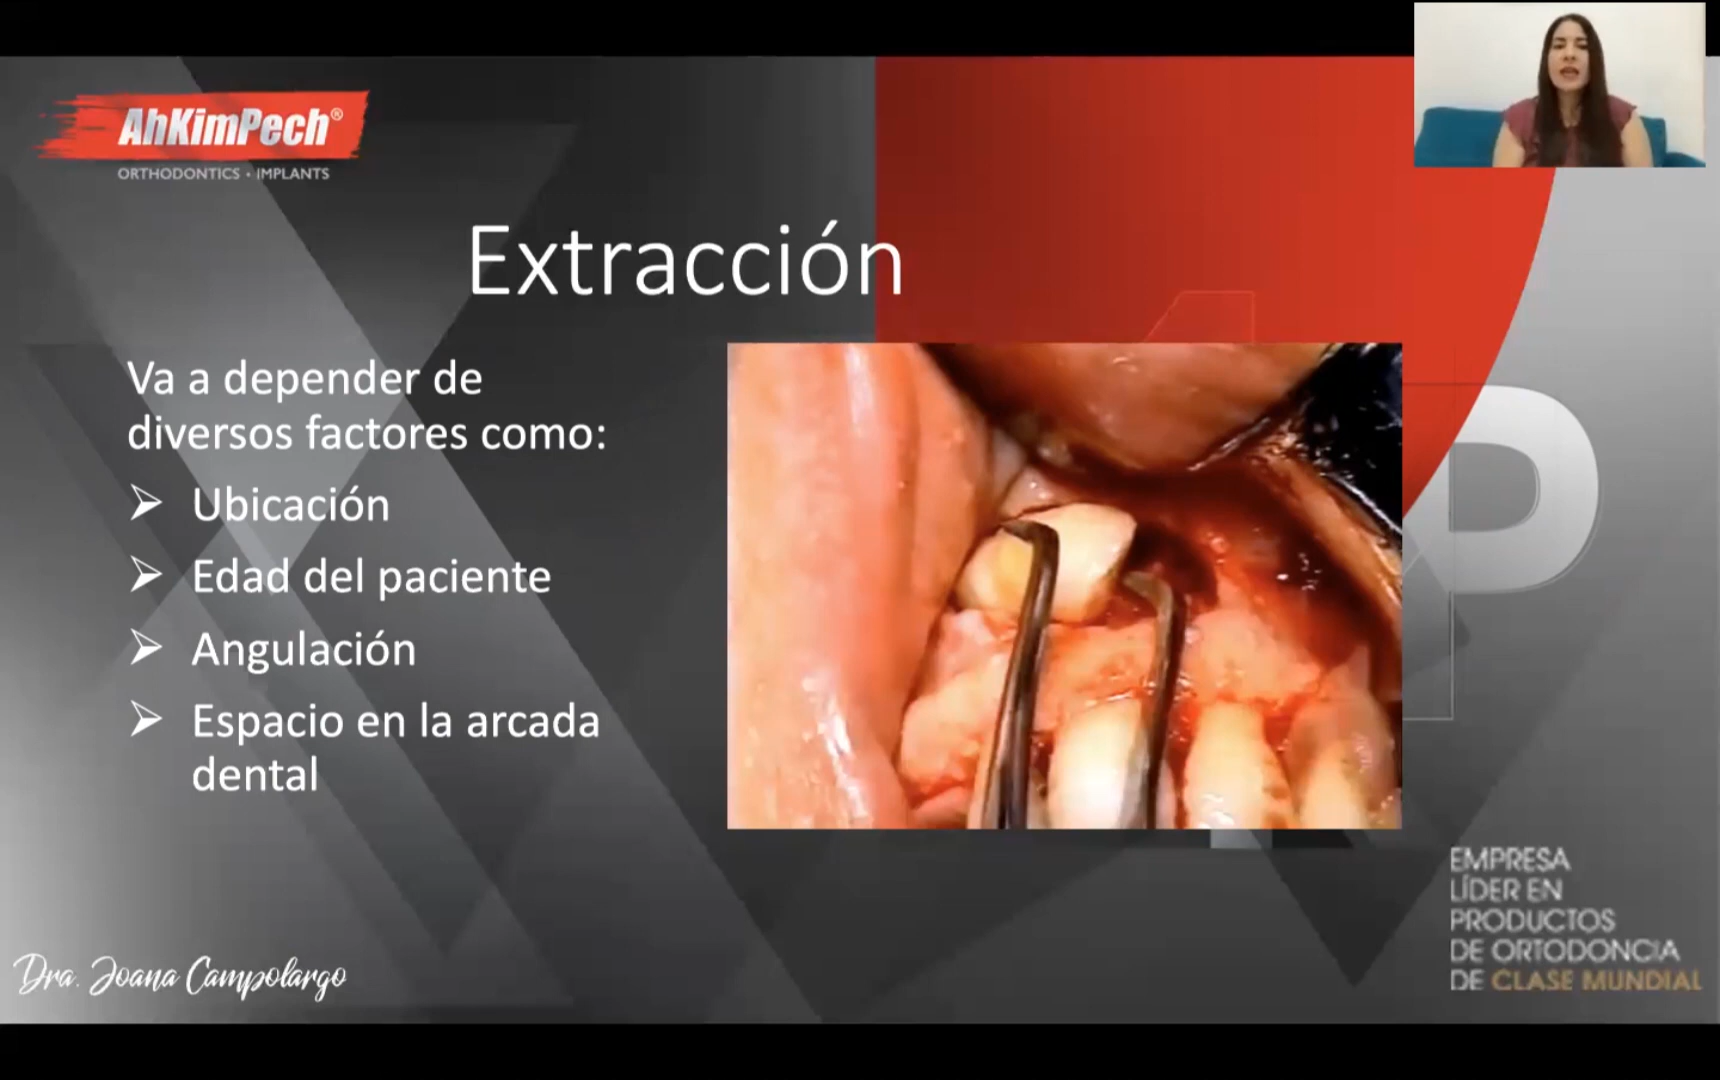 AhKimPech®
ORTHODONTICS • IMPLANTS
Extracción
Va a depender de
diversos factores como:
➢ Ubicación
➢ Edad del paciente
➢ Angulación
➢ Espacio en la arcada
dental
P
EMPRESA
LÍDER EN
PRODUCTOS
DE ORTODONCIA
DE CLASE MUNDIAL
Dra. Joana Campolargo